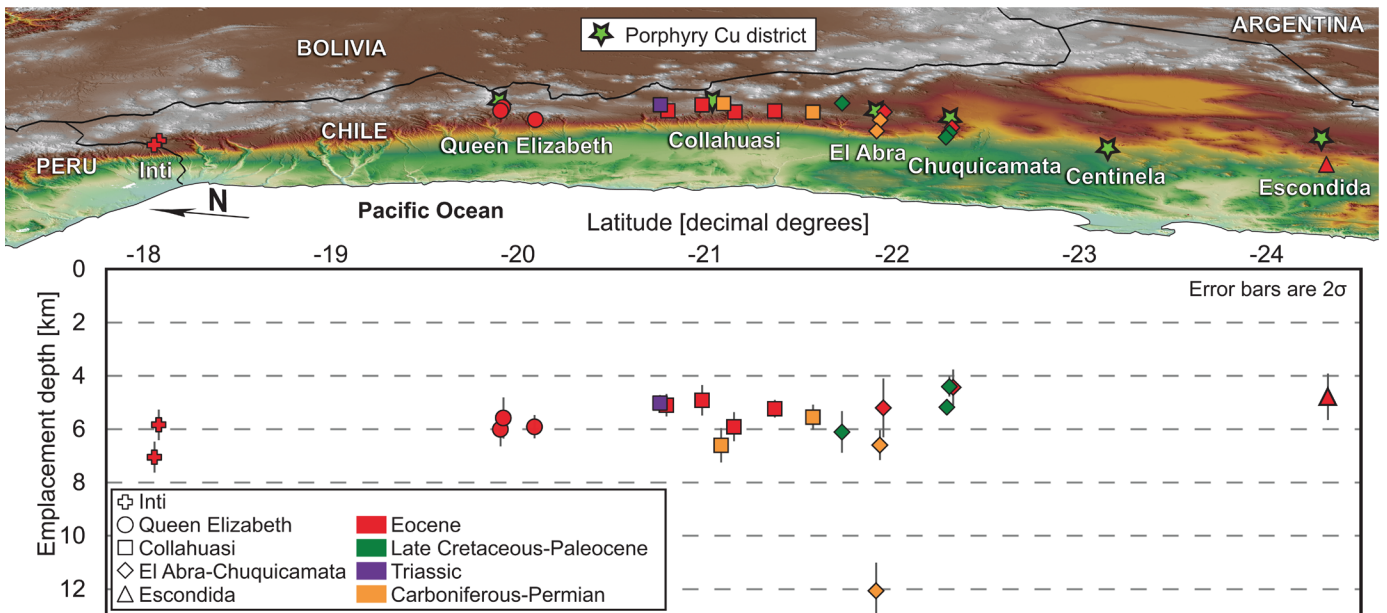 ARGENTINA
Porphyry Cu district
BOLIVIA
CHILE
PERU
Inti
Queen Elizabeth
Collahuasi
El Abra
Chuquicamata
Centinela
Escondida
N
Pacific Ocean
Latitude [decimal degrees]
-18 -19 -20 -21 -22 -23 -24
Error bars are 2σ
Emplacement depth [km]
0
2
4
6
8
10
12
Inti
Queen Elizabeth Eocene
Collahuasi Late Cretaceous-Paleocene
El Abra-Chuquicamata Triassic
Escondida Carboniferous-Permian